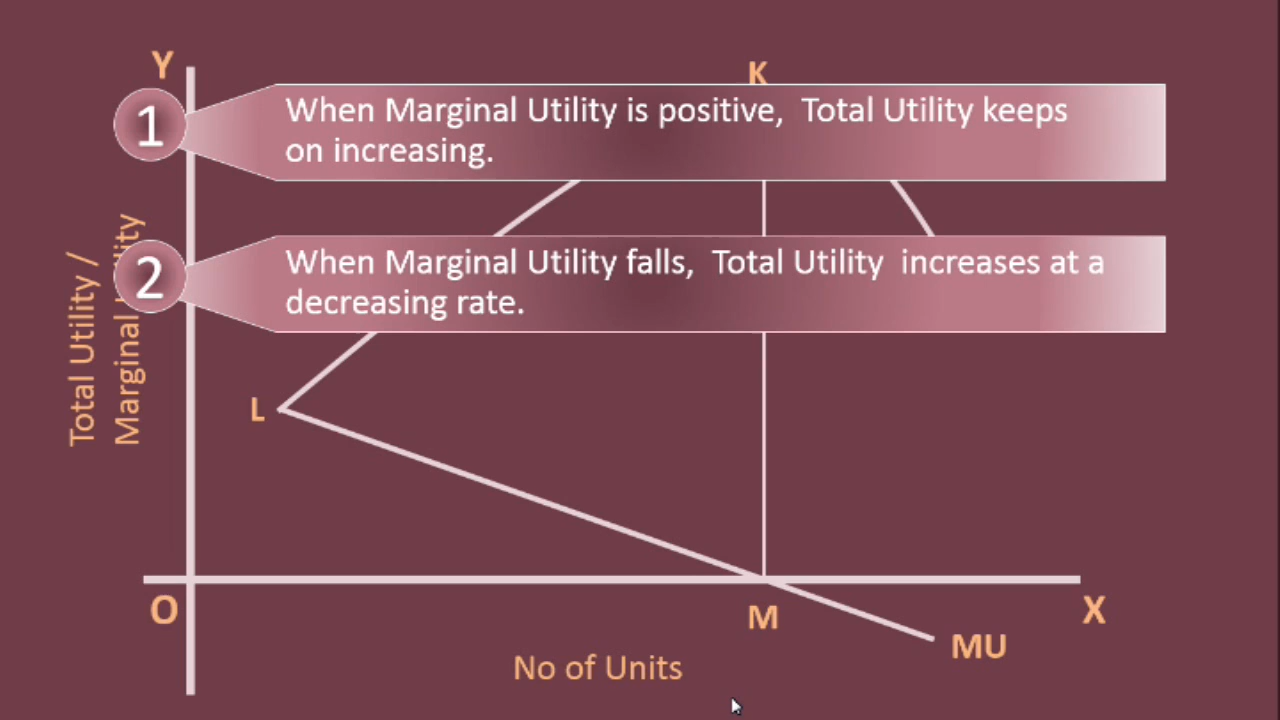 Y
K
1
When Marginal Utility is positive, Total Utility keeps
on increasing.
2
When Marginal Utility falls, Total Utility increases at a
decreasing rate.
Total Utility /
Marginal
L
O
M
X
MU
No of Units